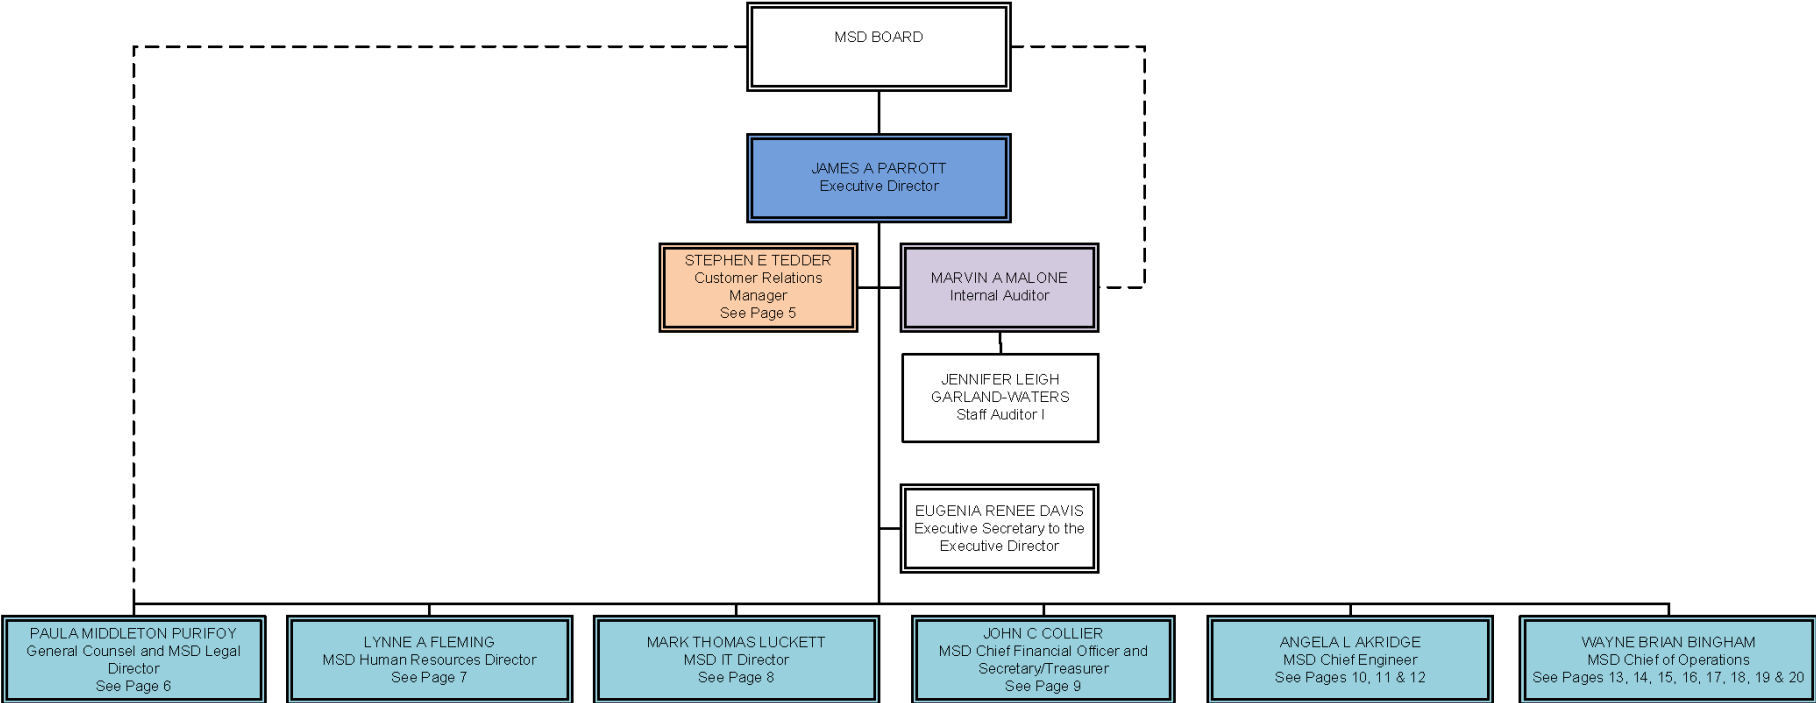 MSD BOARD
JAMES A PARROTT
Executive Director
STEPHEN E TEDDER
Customer Relations
Manager
See Page 5
MARVIN A MALONE
Internal Auditor
JENNIFER LEIGH
GARLAND-WATERS
Staff Auditor I
EUGENIA RENEE DAVIS
Executive Secretary to the
Executive Director
PAULA MIDDLETON PURIFOY
General Counsel and MSD Legal
Director
See Page 6
LYNNE A FLEMING
MSD Human Resources Director
See Page 7
MARK THOMAS LUCKETT
MSD IT Director
See Page 8
JOHN C COLLIER
MSD Chief Financial Officer and
Secretary/Treasurer
See Page 9
ANGELA L AKRIDGE
MSD Chief Engineer
See Pages 10, 11 & 12
WAYNE BRIAN BINGHAM
MSD Chief of Operations
See Pages 13, 14, 15, 16, 17, 18, 19 & 20